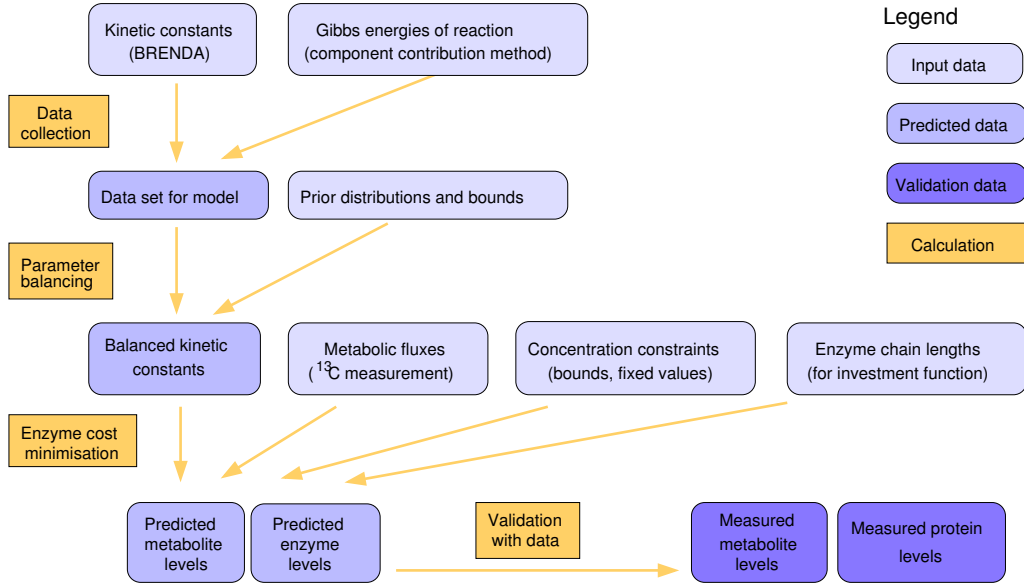 Kinetic constants
(BRENDA)
Gibbs energies of reaction
(component contribution method)
Legend
Input data
Predicted data
Validation data
Calculation
Data
collection
Data set for model
Prior distributions and bounds
Parameter
balancing
Balanced kinetic
constants
Metabolic fluxes
(13C measurement)
Concentration constraints
(bounds, fixed values)
Enzyme chain lengths
(for investment function)
Enzyme cost
minimisation
Predicted
metabolite
levels
Predicted
enzyme
levels
Validation
with data
Measured
metabolite
levels
Measured protein
levels